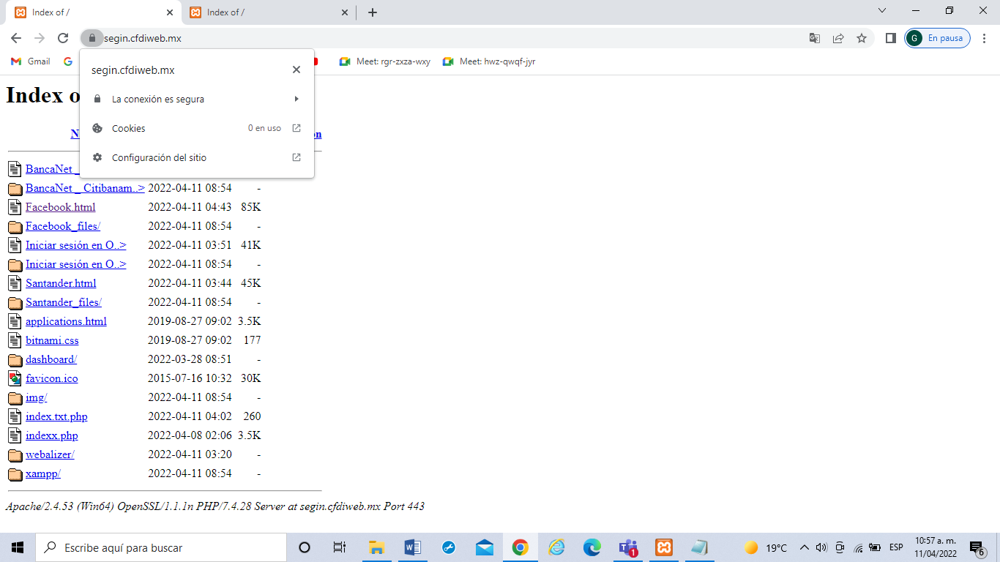 Index of /
Index of /
segin.cfdiweb.mx
G
En pausa
Gmail
Meet: rgr-zxza-wxy
Meet: hwz-qwqf-jyr
segin.cfdiweb.mx
La conexión es segura
Cookies
0 en uso
Configuración del sitio
Index o
N
on
BancaNet _
BancaNet _ Citibanam..> 2022-04-11 08:54 -
Facebook.html 2022-04-11 04:43 85K
Facebook_files/ 2022-04-11 08:54 -
Iniciar sesión en O..> 2022-04-11 03:51 41K
Iniciar sesión en O..> 2022-04-11 08:54 -
Santander.html 2022-04-11 03:44 45K
Santander_files/ 2022-04-11 08:54 -
applications.html 2019-08-27 09:02 3.5K
bitnami.css 2019-08-27 09:02 177
dashboard/ 2022-03-28 08:51 -
favicon.ico 2015-07-16 10:32 30K
img/ 2022-04-11 08:54 -
index.txt.php 2022-04-11 04:02 260
indexx.php 2022-04-08 02:06 3.5K
webalizer/ 2022-04-11 03:20 -
xampp/ 2022-04-11 08:54 -
Apache/2.4.53 (Win64) OpenSSL/1.1.1n PHP/7.4.28 Server at segin.cfdiweb.mx Port 443
Escribe aquí para buscar
1
19°C
ESP
10:57 a. m.
11/04/2022
6